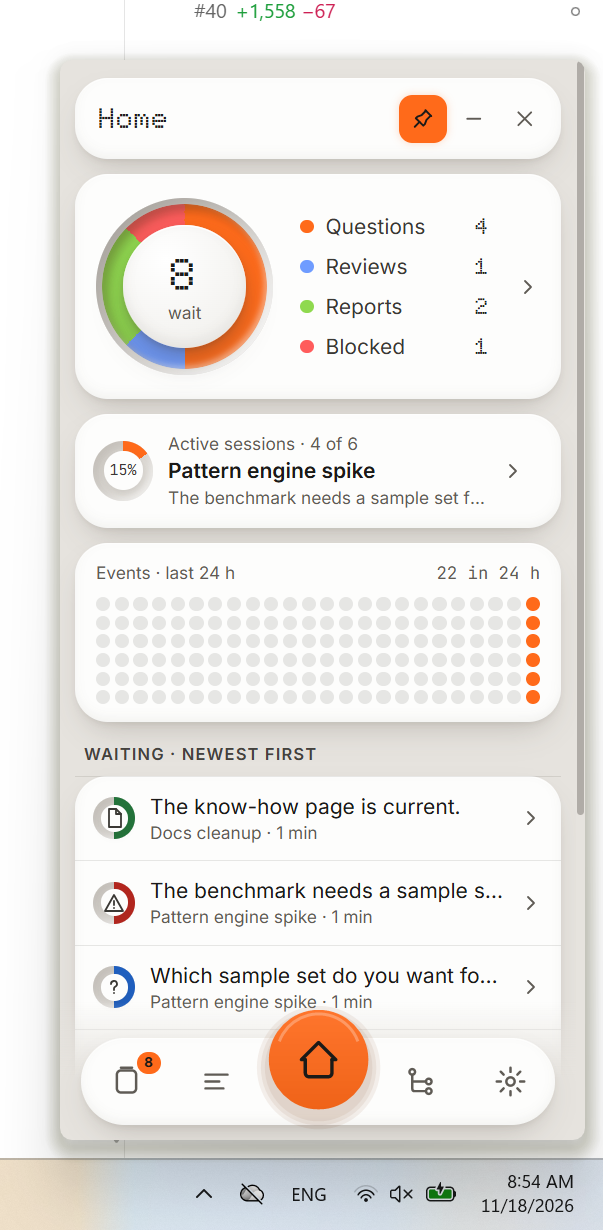 #40 +1,558 −67
Home
8
wait
Questions 4
Reviews 1
Reports 2
Blocked 1
15%
Active sessions · 4 of 6
Pattern engine spike
The benchmark needs a sample set f...
Events · last 24 h 22 in 24 h
WAITING · NEWEST FIRST
The know-how page is current.
Docs cleanup · 1 min
The benchmark needs a sample s...
Pattern engine spike · 1 min
?
Which sample set do you want fo...
Pattern engine spike · 1 min
8
ENG
8:54 AM
11/18/2026